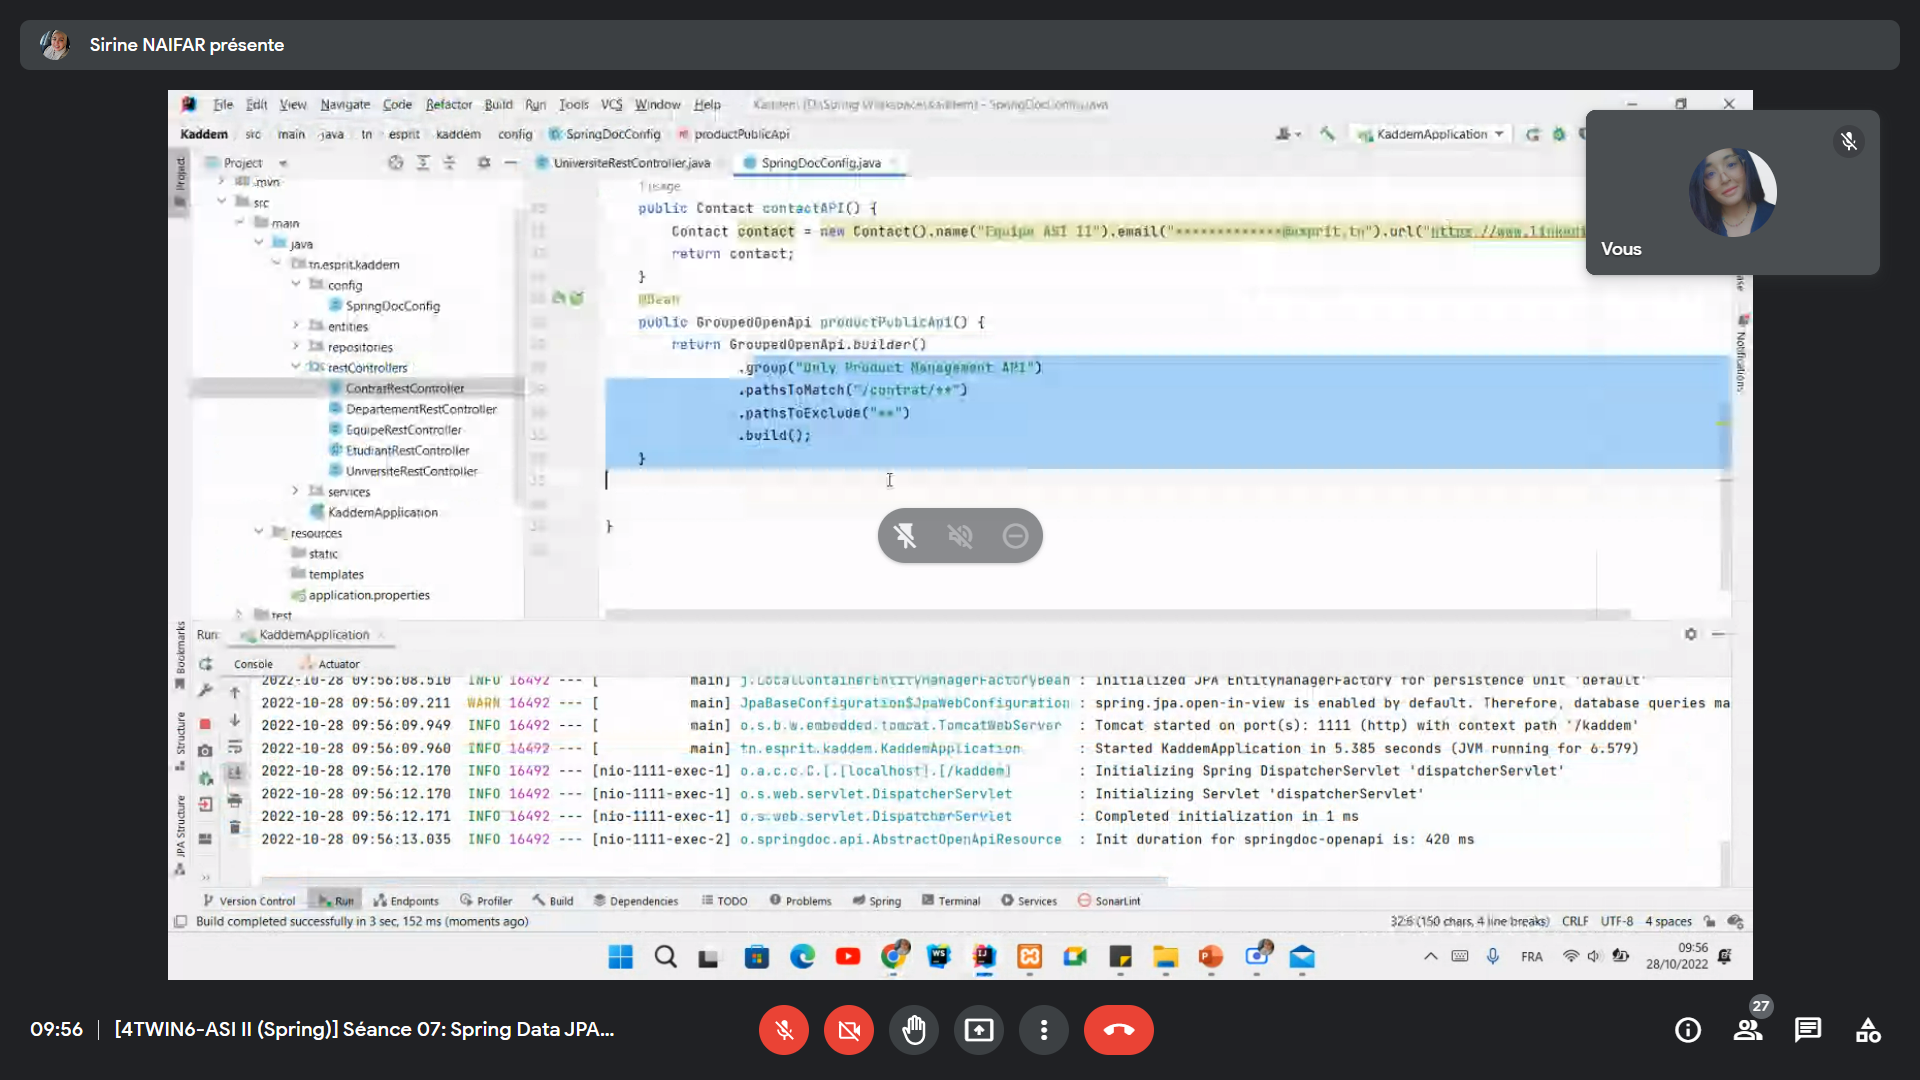 Sirine NAIFAR présente
File Edit View Navigate Code Refactor Build Run Tools VCS Window Help
Kaddem src main java tn esprit kaddem config SpringDocConfig productPublicApi
KaddemApplication
Project
UniversiteRestController.java
SpringDocConfig.java
.mvn
src
main
java
tn.esprit.kaddem
config
SpringDocConfig
entities
repositories
restControllers
ContratRestController
DepartementRestController
EquipeRestController
EtudiantRestController
UniversiteRestController
services
KaddemApplication
resources
static
templates
application.properties
test
1 usage
public Contact contactAPI() {
Contact contact = new Contact().name("Equipe ASI II").email("*************@esprit.tn").url("https://www.linkedi
return contact;
}
@Bean
public GroupedOpenApi productPublicApi() {
return GroupedOpenApi.builder()
.group("Only Product Management API")
.pathsToMatch("/contrat/**")
.pathsToExclude("**")
.build();
}
}
Vous
Notifications
Project
Bookmarks
Structure
JPA Structure
Run:
KaddemApplication
Console
Actuator
2022-10-28 09:56:08.510 INFO 16492 --- [ main] j.LocalContainerEntityManagerFactoryBean : Initialized JPA EntityManagerFactory for persistence unit 'default'
2022-10-28 09:56:09.211 WARN 16492 --- [ main] JpaBaseConfiguration$JpaWebConfiguration : spring.jpa.open-in-view is enabled by default. Therefore, database queries ma
2022-10-28 09:56:09.949 INFO 16492 --- [ main] o.s.b.w.embedded.tomcat.TomcatWebServer : Tomcat started on port(s): 1111 (http) with context path '/kaddem'
2022-10-28 09:56:09.960 INFO 16492 --- [ main] tn.esprit.kaddem.KaddemApplication : Started KaddemApplication in 5.385 seconds (JVM running for 6.579)
2022-10-28 09:56:12.170 INFO 16492 --- [nio-1111-exec-1] o.a.c.c.C.[.[localhost].[/kaddem] : Initializing Spring DispatcherServlet 'dispatcherServlet'
2022-10-28 09:56:12.170 INFO 16492 --- [nio-1111-exec-1] o.s.web.servlet.DispatcherServlet : Initializing Servlet 'dispatcherServlet'
2022-10-28 09:56:12.171 INFO 16492 --- [nio-1111-exec-1] o.s.web.servlet.DispatcherServlet : Completed initialization in 1 ms
2022-10-28 09:56:13.035 INFO 16492 --- [nio-1111-exec-2] o.springdoc.api.AbstractOpenApiResource : Init duration for springdoc-openapi is: 420 ms
Version Control Run Endpoints Profiler Build Dependencies TODO Problems Spring Terminal Services SonarLint
Build completed successfully in 3 sec, 152 ms (moments ago)
32:6 (150 chars, 4 line breaks) CRLF UTF-8 4 spaces
FRA
09:56
28/10/2022
09:56 | [4TWIN6-ASI II (Spring)] Séance 07: Spring Data JPA...
27